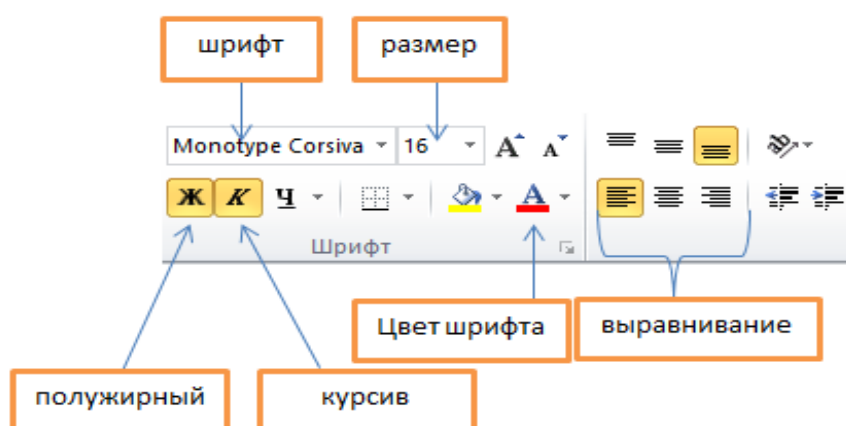 шрифт размер
Monotype Corsiva 16 А А
Ж К Ч А
Шрифт
Цвет шрифта выравнивание
полужирный курсив